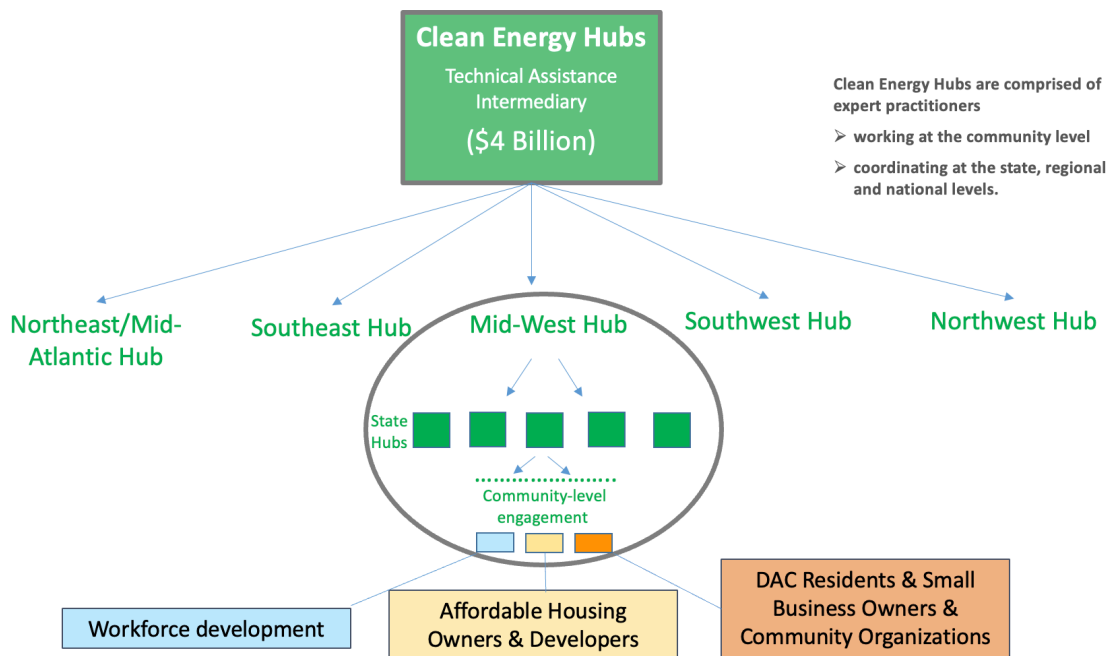 Clean Energy Hubs
Technical Assistance
Intermediary
($4 Billion)
Clean Energy Hubs are comprised of
expert practitioners
➢ working at the community level
➢ coordinating at the state, regional
and national levels.
Northeast/Mid-
Atlantic Hub
Southeast Hub
Mid-West Hub
Southwest Hub
Northwest Hub
State
Hubs
Community-level
engagement
Workforce development
Affordable Housing
Owners & Developers
DAC Residents & Small
Business Owners &
Community Organizations